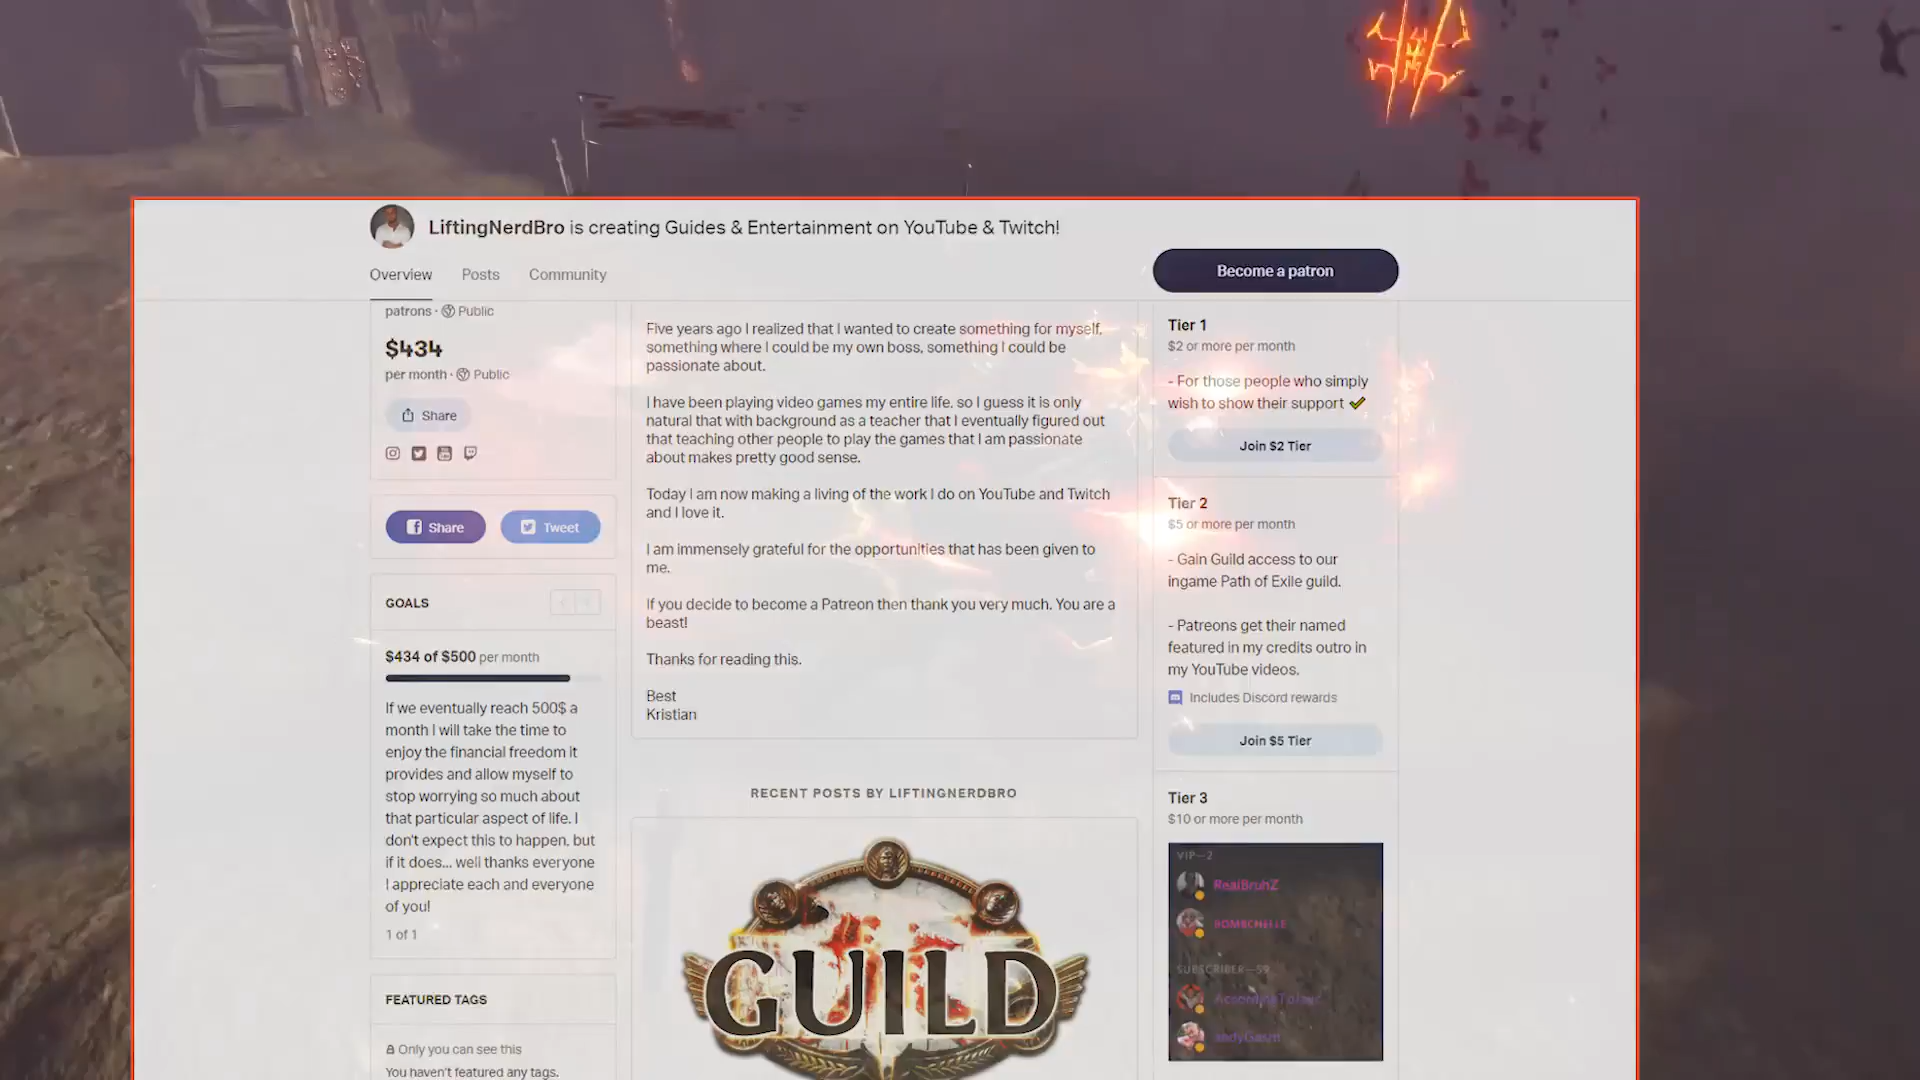 LiftingNerdBro is creating Guides & Entertainment on YouTube & Twitch!
Overview
Posts
Community
Become a patron
patrons · Public
$434
per month · Public
Share
Share
Tweet
GOALS
$434 of $500 per month
If we eventually reach 500$ a
month I will take the time to
enjoy the financial freedom it
provides and allow myself to
stop worrying so much about
that particular aspect of life. I
don't expect this to happen, but
if it does... well thanks everyone
I appreciate each and everyone
of you!
1 of 1
FEATURED TAGS
Only you can see this
You haven't featured any tags.
Five years ago I realized that I wanted to create something for myself,
something where I could be my own boss, something I could be
passionate about.
I have been playing video games my entire life, so I guess it is only
natural that with background as a teacher that I eventually figured out
that teaching other people to play the games that I am passionate
about makes pretty good sense.
Today I am now making a living of the work I do on YouTube and Twitch
and I love it.
I am immensely grateful for the opportunities that has been given to
me.
If you decide to become a Patreon then thank you very much. You are a
beast!
Thanks for reading this.
Best
Kristian
RECENT POSTS BY LIFTINGNERDBRO
GUILD
Tier 1
$2 or more per month
- For those people who simply
wish to show their support
Join $2 Tier
Tier 2
$5 or more per month
- Gain Guild access to our
ingame Path of Exile guild.
- Patreons get their named
featured in my credits outro in
my YouTube videos.
Includes Discord rewards
Join $5 Tier
Tier 3
$10 or more per month
VIP—2
RealBruhZ
BOMBCHELLE
SUBSCRIBER—59